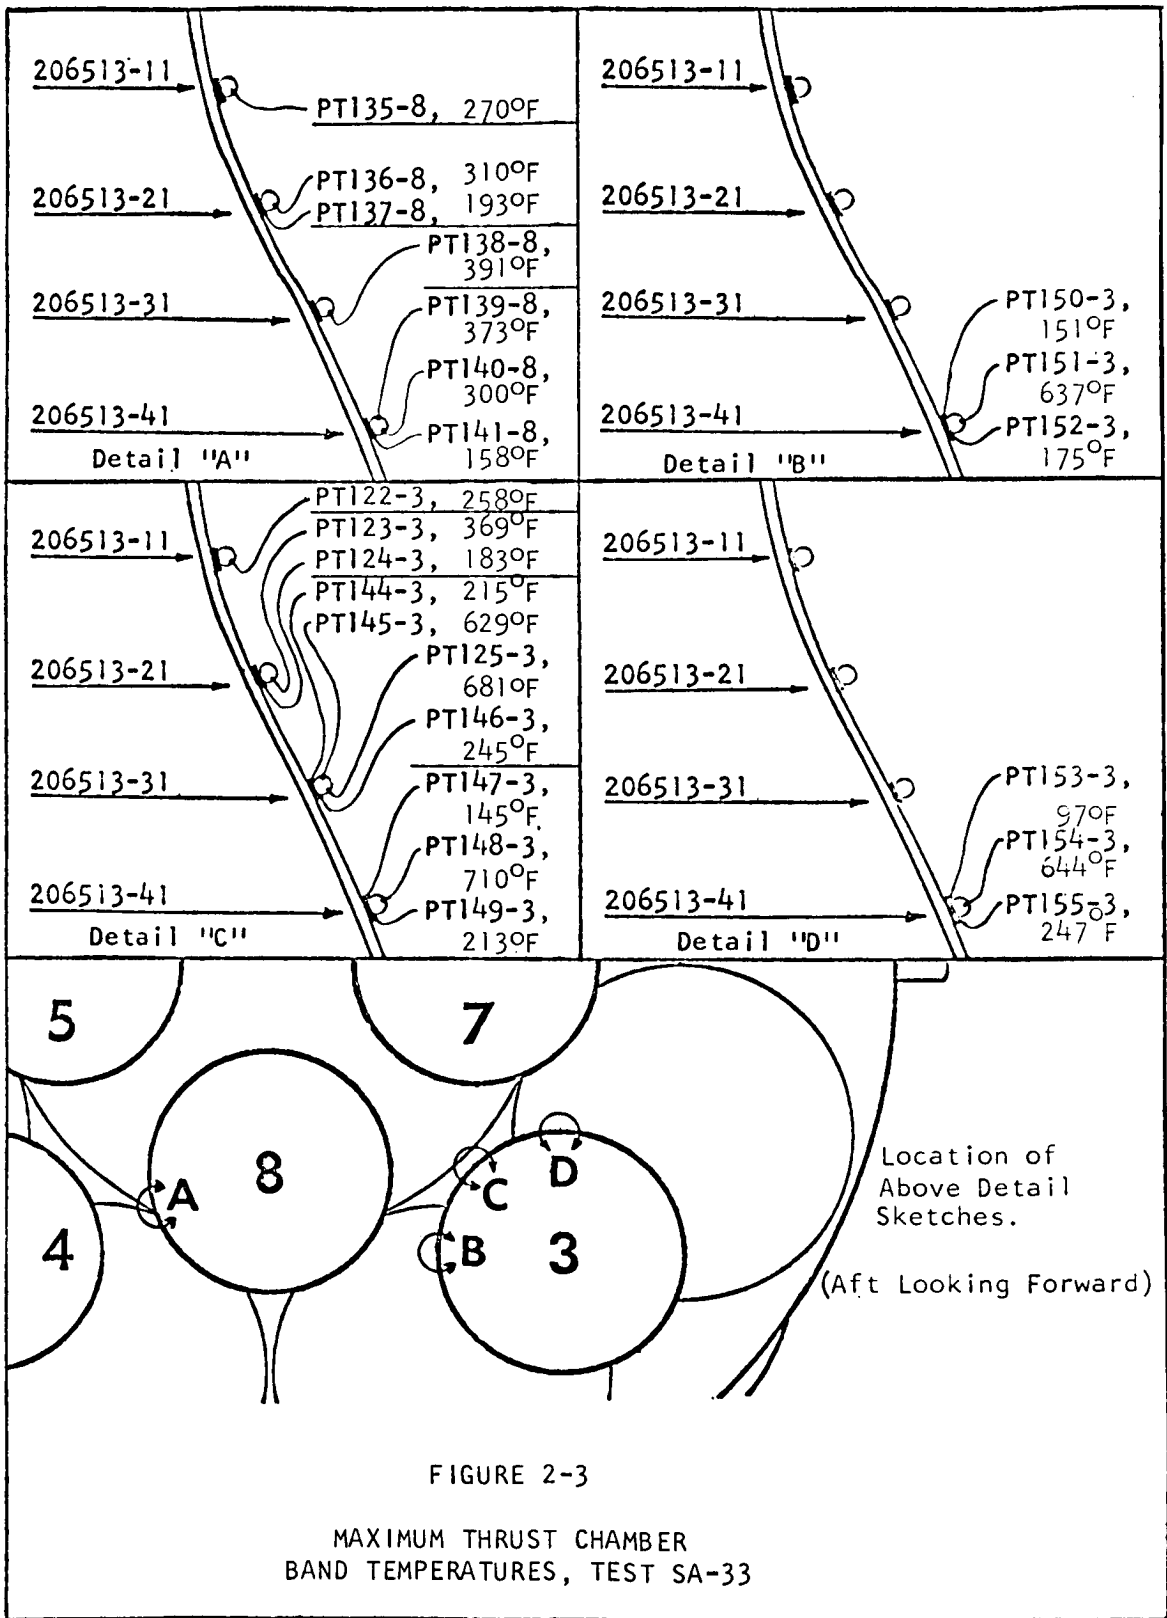 206513-11
PT135-8, 270°F
206513-21
PT136-8, 310°F
PT137-8, 193°F
206513-31
PT138-8,
391°F
PT139-8,
373°F
PT140-8,
300°F
206513-41
PT141-8,
158°F
Detail "A"
206513-11
206513-21
206513-31
PT150-3,
151°F
PT151-3,
637°F
206513-41
PT152-3,
175°F
Detail "B"
PT122-3, 258°F
206513-11
PT123-3, 369°F
PT124-3, 183°F
PT144-3, 215°F
PT145-3, 629°F
206513-21
PT125-3,
681°F
PT146-3,
245°F
206513-31
PT147-3,
145°F
PT148-3,
710°F
206513-41
PT149-3,
213°F
Detail "C"
206513-11
206513-21
206513-31
PT153-3,
97°F
PT154-3,
644°F
206513-41
PT155-3,
247°F
Detail "D"
5
7
8
A
D
C
B
4
3
Location of
Above Detail
Sketches.
(Aft Looking Forward)
FIGURE 2-3
MAXIMUM THRUST CHAMBER
BAND TEMPERATURES, TEST SA-33